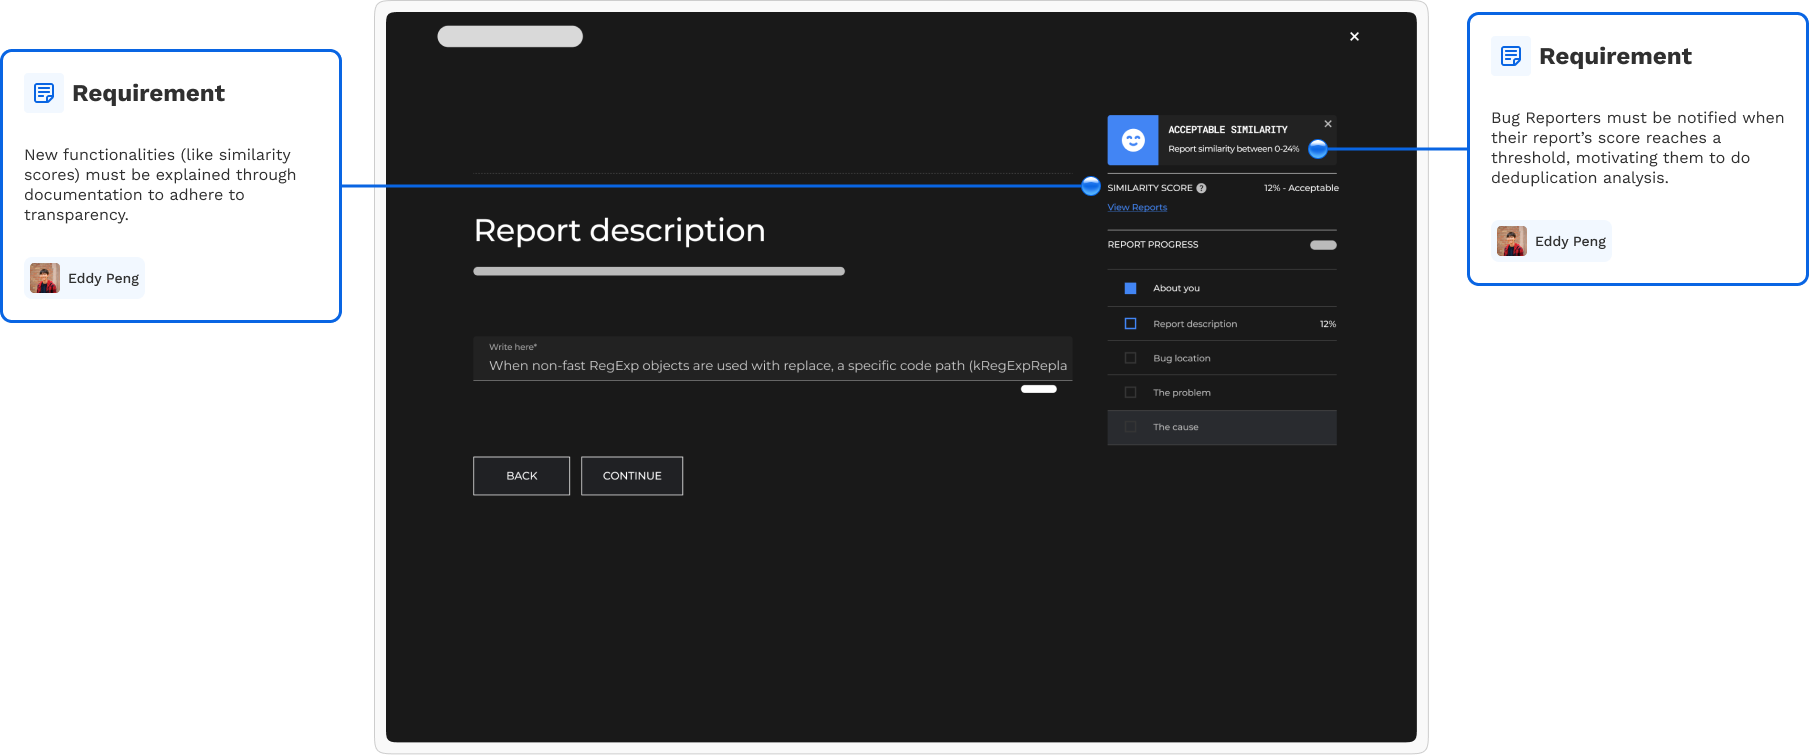 Requirement
New functionalities (like similarity
scores) must be explained through
documentation to adhere to
transparency.
Eddy Peng
ACCEPTABLE SIMILARITY
Report similarity between 0-24%
SIMILARITY SCORE ?
12% - Acceptable
View Reports
Report description
REPORT PROGRESS
About you
Report description
12%
Bug location
The problem
The cause
Write here*
When non-fast RegExp objects are used with replace, a specific code path (kRegExpRepla
BACK
CONTINUE
Requirement
Bug Reporters must be notified when
their report’s score reaches a
threshold, motivating them to do
deduplication analysis.
Eddy Peng